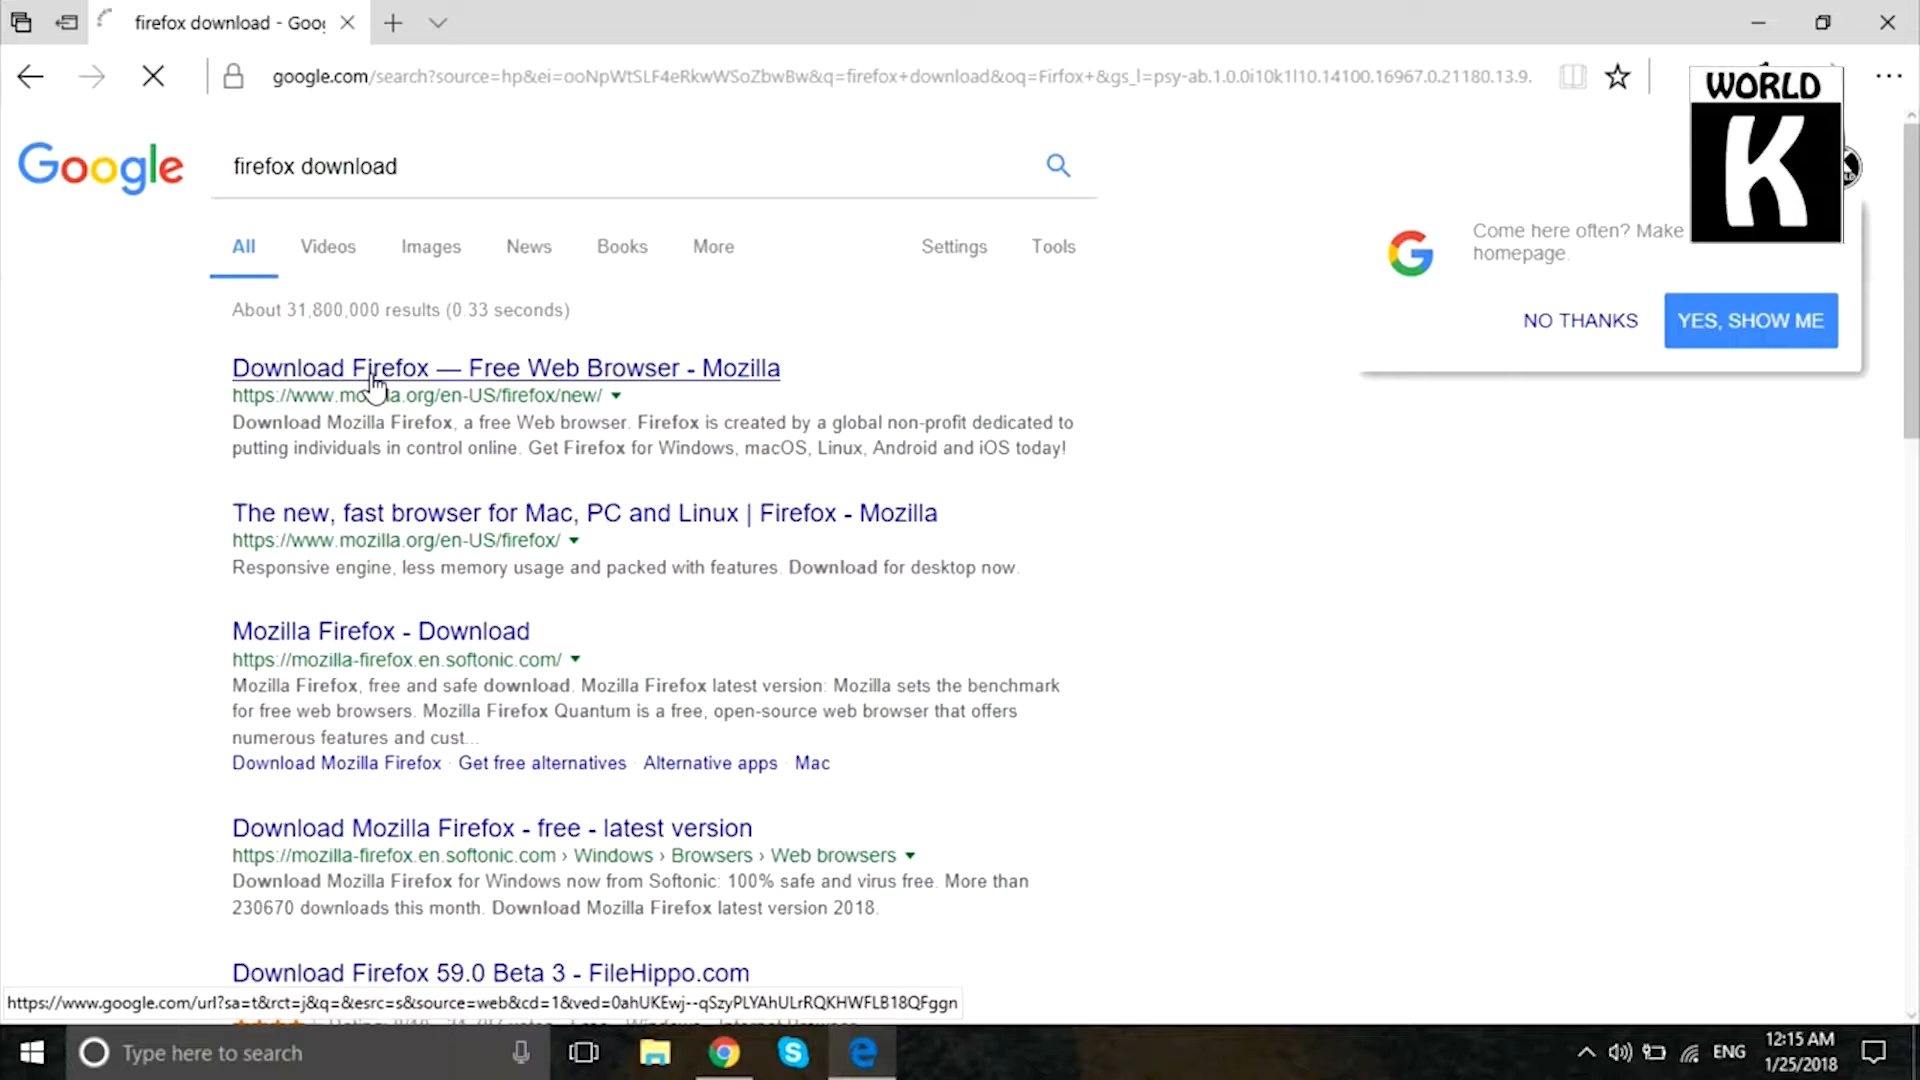 firefox download - Goog
google.com/search?source=hp&ei=ooNpWtSLF4eRkwWSoZbwBw&q=firefox+download&oq=Firfox+&gs_l=psy-ab.1.0.0i10k1l10.14100.16967.0.21180.13.9.
WORLD
K
Google
firefox download
All Videos Images News Books More Settings Tools
Come here often? Make
homepage.
NO THANKS YES, SHOW ME
About 31,800,000 results (0.33 seconds)
Download Firefox — Free Web Browser - Mozilla
https://www.mozilla.org/en-US/firefox/new/
Download Mozilla Firefox, a free Web browser. Firefox is created by a global non-profit dedicated to
putting individuals in control online. Get Firefox for Windows, macOS, Linux, Android and iOS today!
The new, fast browser for Mac, PC and Linux | Firefox - Mozilla
https://www.mozilla.org/en-US/firefox/
Responsive engine, less memory usage and packed with features. Download for desktop now.
Mozilla Firefox - Download
https://mozilla-firefox.en.softonic.com/
Mozilla Firefox, free and safe download. Mozilla Firefox latest version: Mozilla sets the benchmark
for free web browsers. Mozilla Firefox Quantum is a free, open-source web browser that offers
numerous features and cust...
Download Mozilla Firefox · Get free alternatives · Alternative apps · Mac
Download Mozilla Firefox - free - latest version
https://mozilla-firefox.en.softonic.com › Windows › Browsers › Web browsers
Download Mozilla Firefox for Windows now from Softonic: 100% safe and virus free. More than
230670 downloads this month. Download Mozilla Firefox latest version 2018.
Download Firefox 59.0 Beta 3 - FileHippo.com
https://www.google.com/url?sa=t&rct=j&q=&esrc=s&source=web&cd=1&ved=0ahUKEwj--qSzyPLYAhULrRQKHWFLB18QFggn
Type here to search
ENG
12:15 AM
1/25/2018